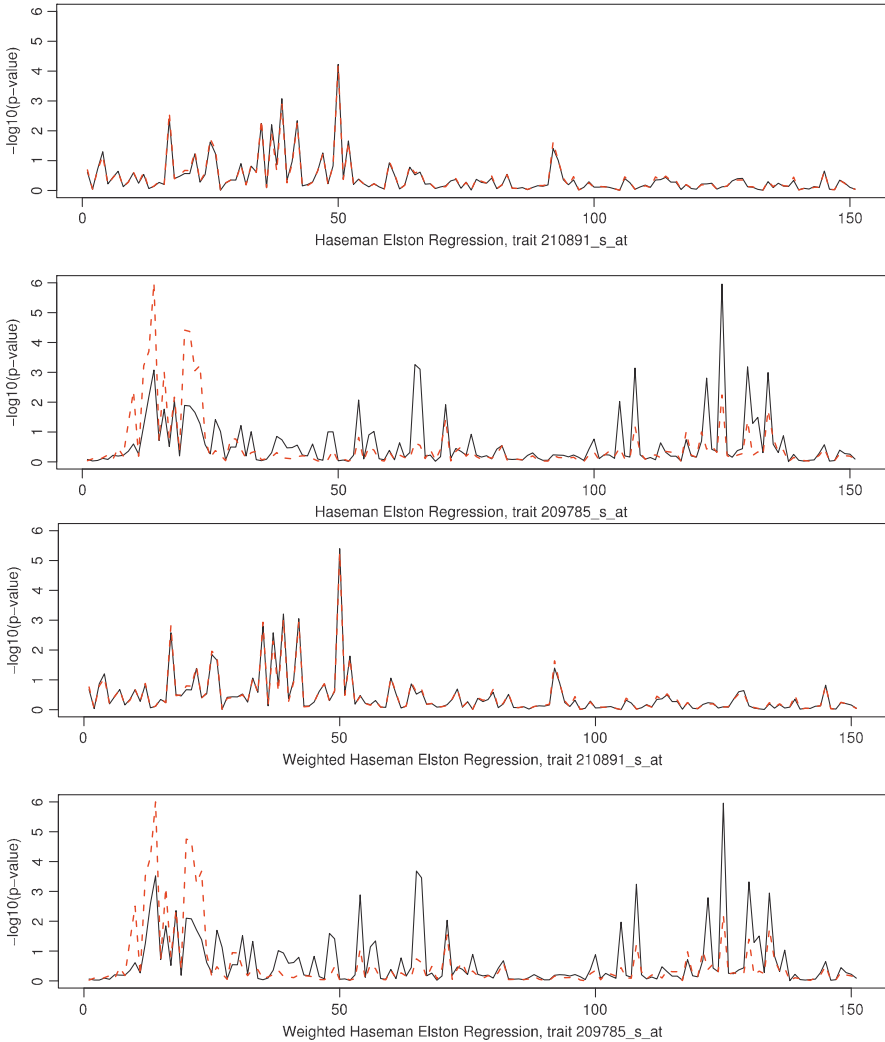 6
5
4
3
2
1
0
−log10(p−value)
0 50 100 150
Haseman Elston Regression, trait 210891_s_at
6
5
4
3
2
1
0
−log10(p−value)
0 50 100 150
Haseman Elston Regression, trait 209785_s_at
6
5
4
3
2
1
0
−log10(p−value)
0 50 100 150
Weighted Haseman Elston Regression, trait 210891_s_at
6
5
4
3
2
1
0
−log10(p−value)
0 50 100 150
Weighted Haseman Elston Regression, trait 209785_s_at